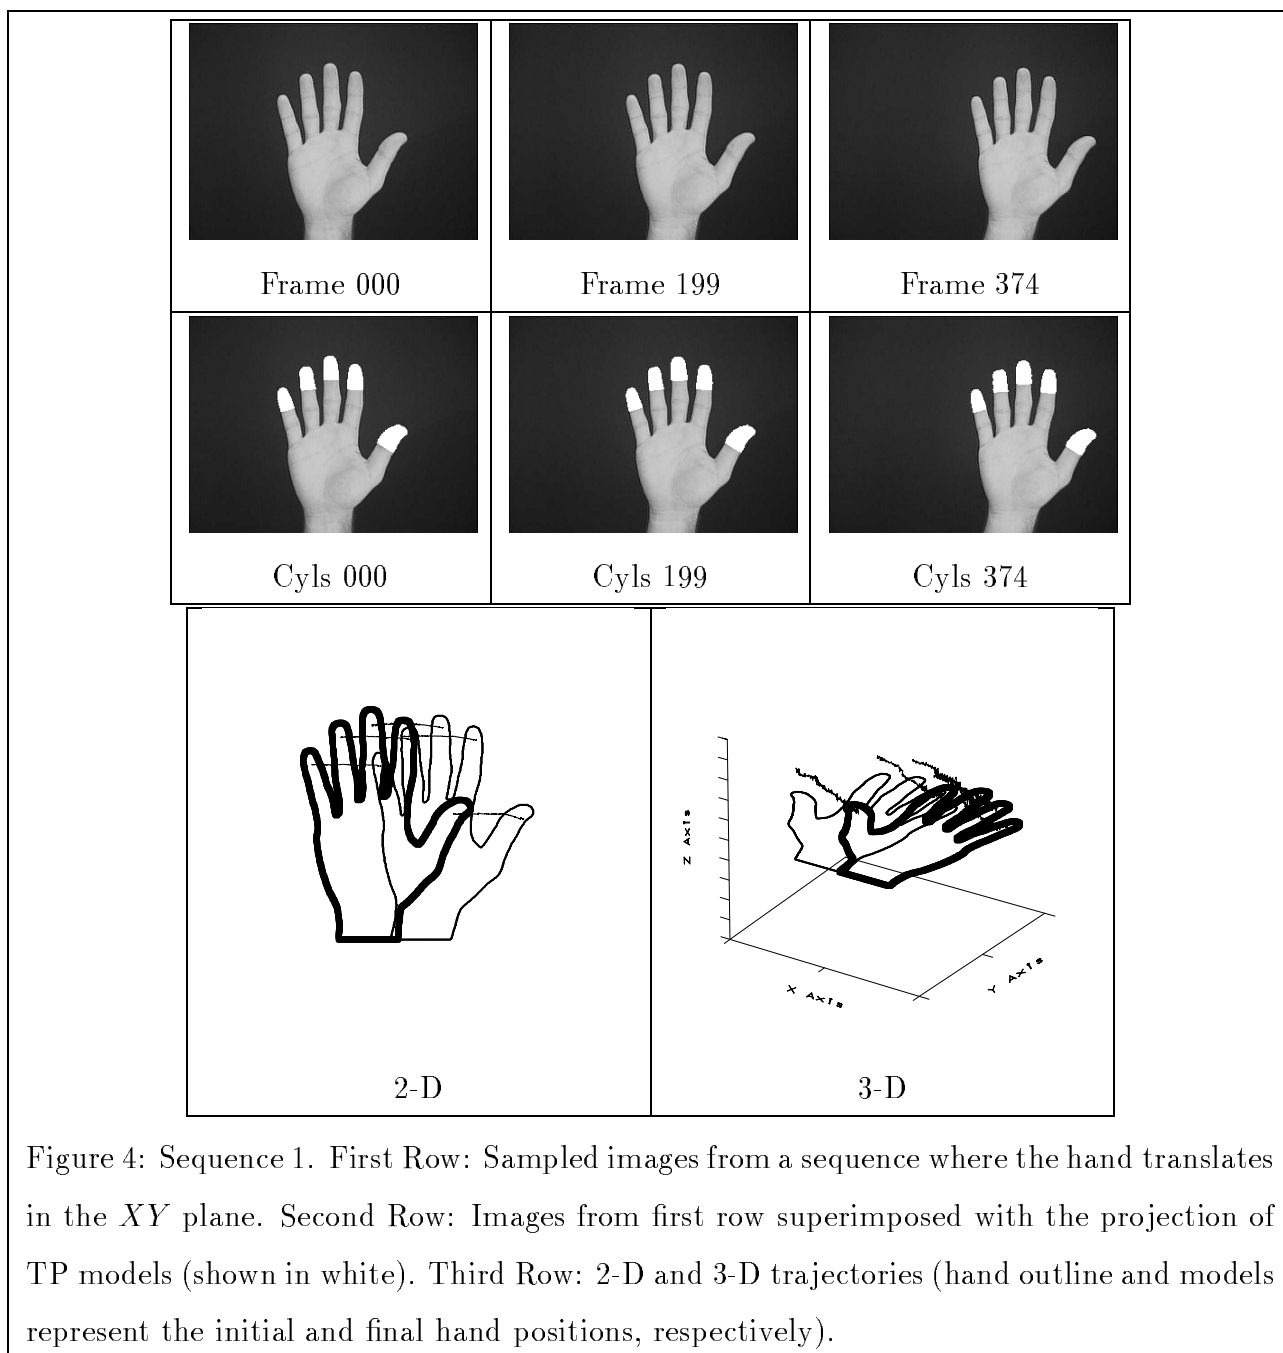 Frame 000
Frame 199
Frame 374
Cyls 000
Cyls 199
Cyls 374
Z Axis
X Axis
Y Axis
2-D
3-D
Figure 4: Sequence 1. First Row: Sampled images from a sequence where the hand translates
in the XY plane. Second Row: Images from first row superimposed with the projection of
TP models (shown in white). Third Row: 2-D and 3-D trajectories (hand outline and models
represent the initial and final hand positions, respectively).